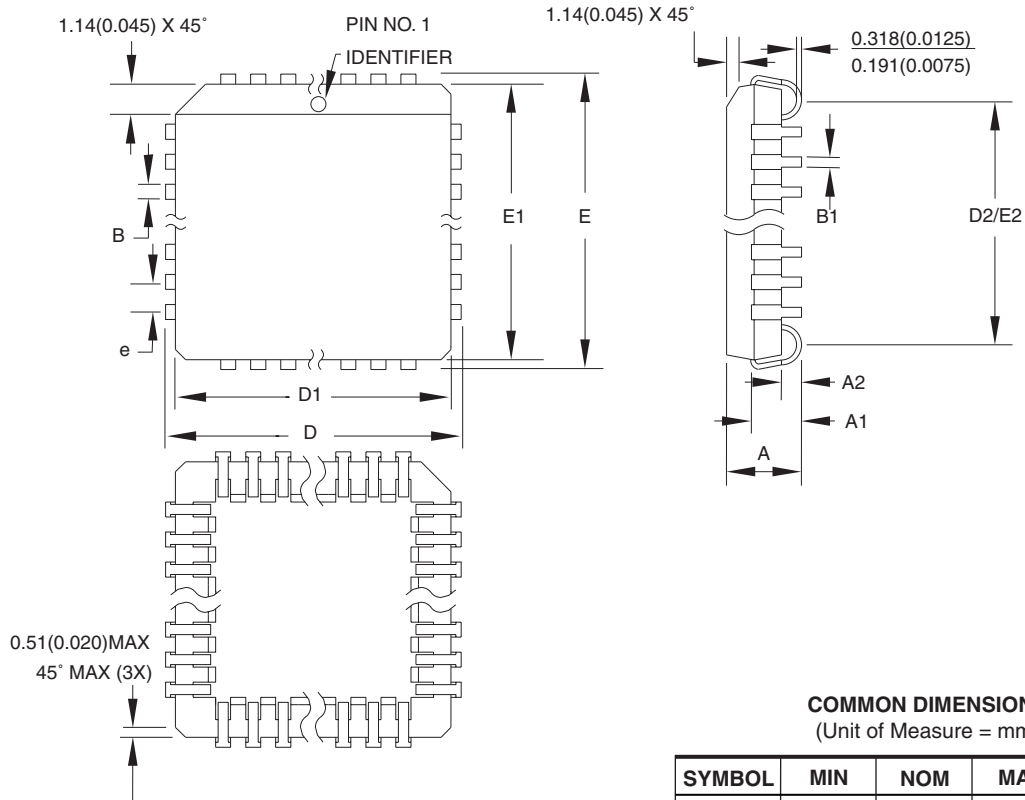 1.14(0.045) X 45˚
PIN NO. 1
IDENTIFIER
1.14(0.045) X 45˚
0.318(0.0125)
0.191(0.0075)
B
E1
E
B1
D2/E2
e
A2
D1
A1
D
A
0.51(0.020)MAX
45˚ MAX (3X)
COMMON DIMENSION
(Unit of Measure = mm
SYMBOL MIN NOM MA